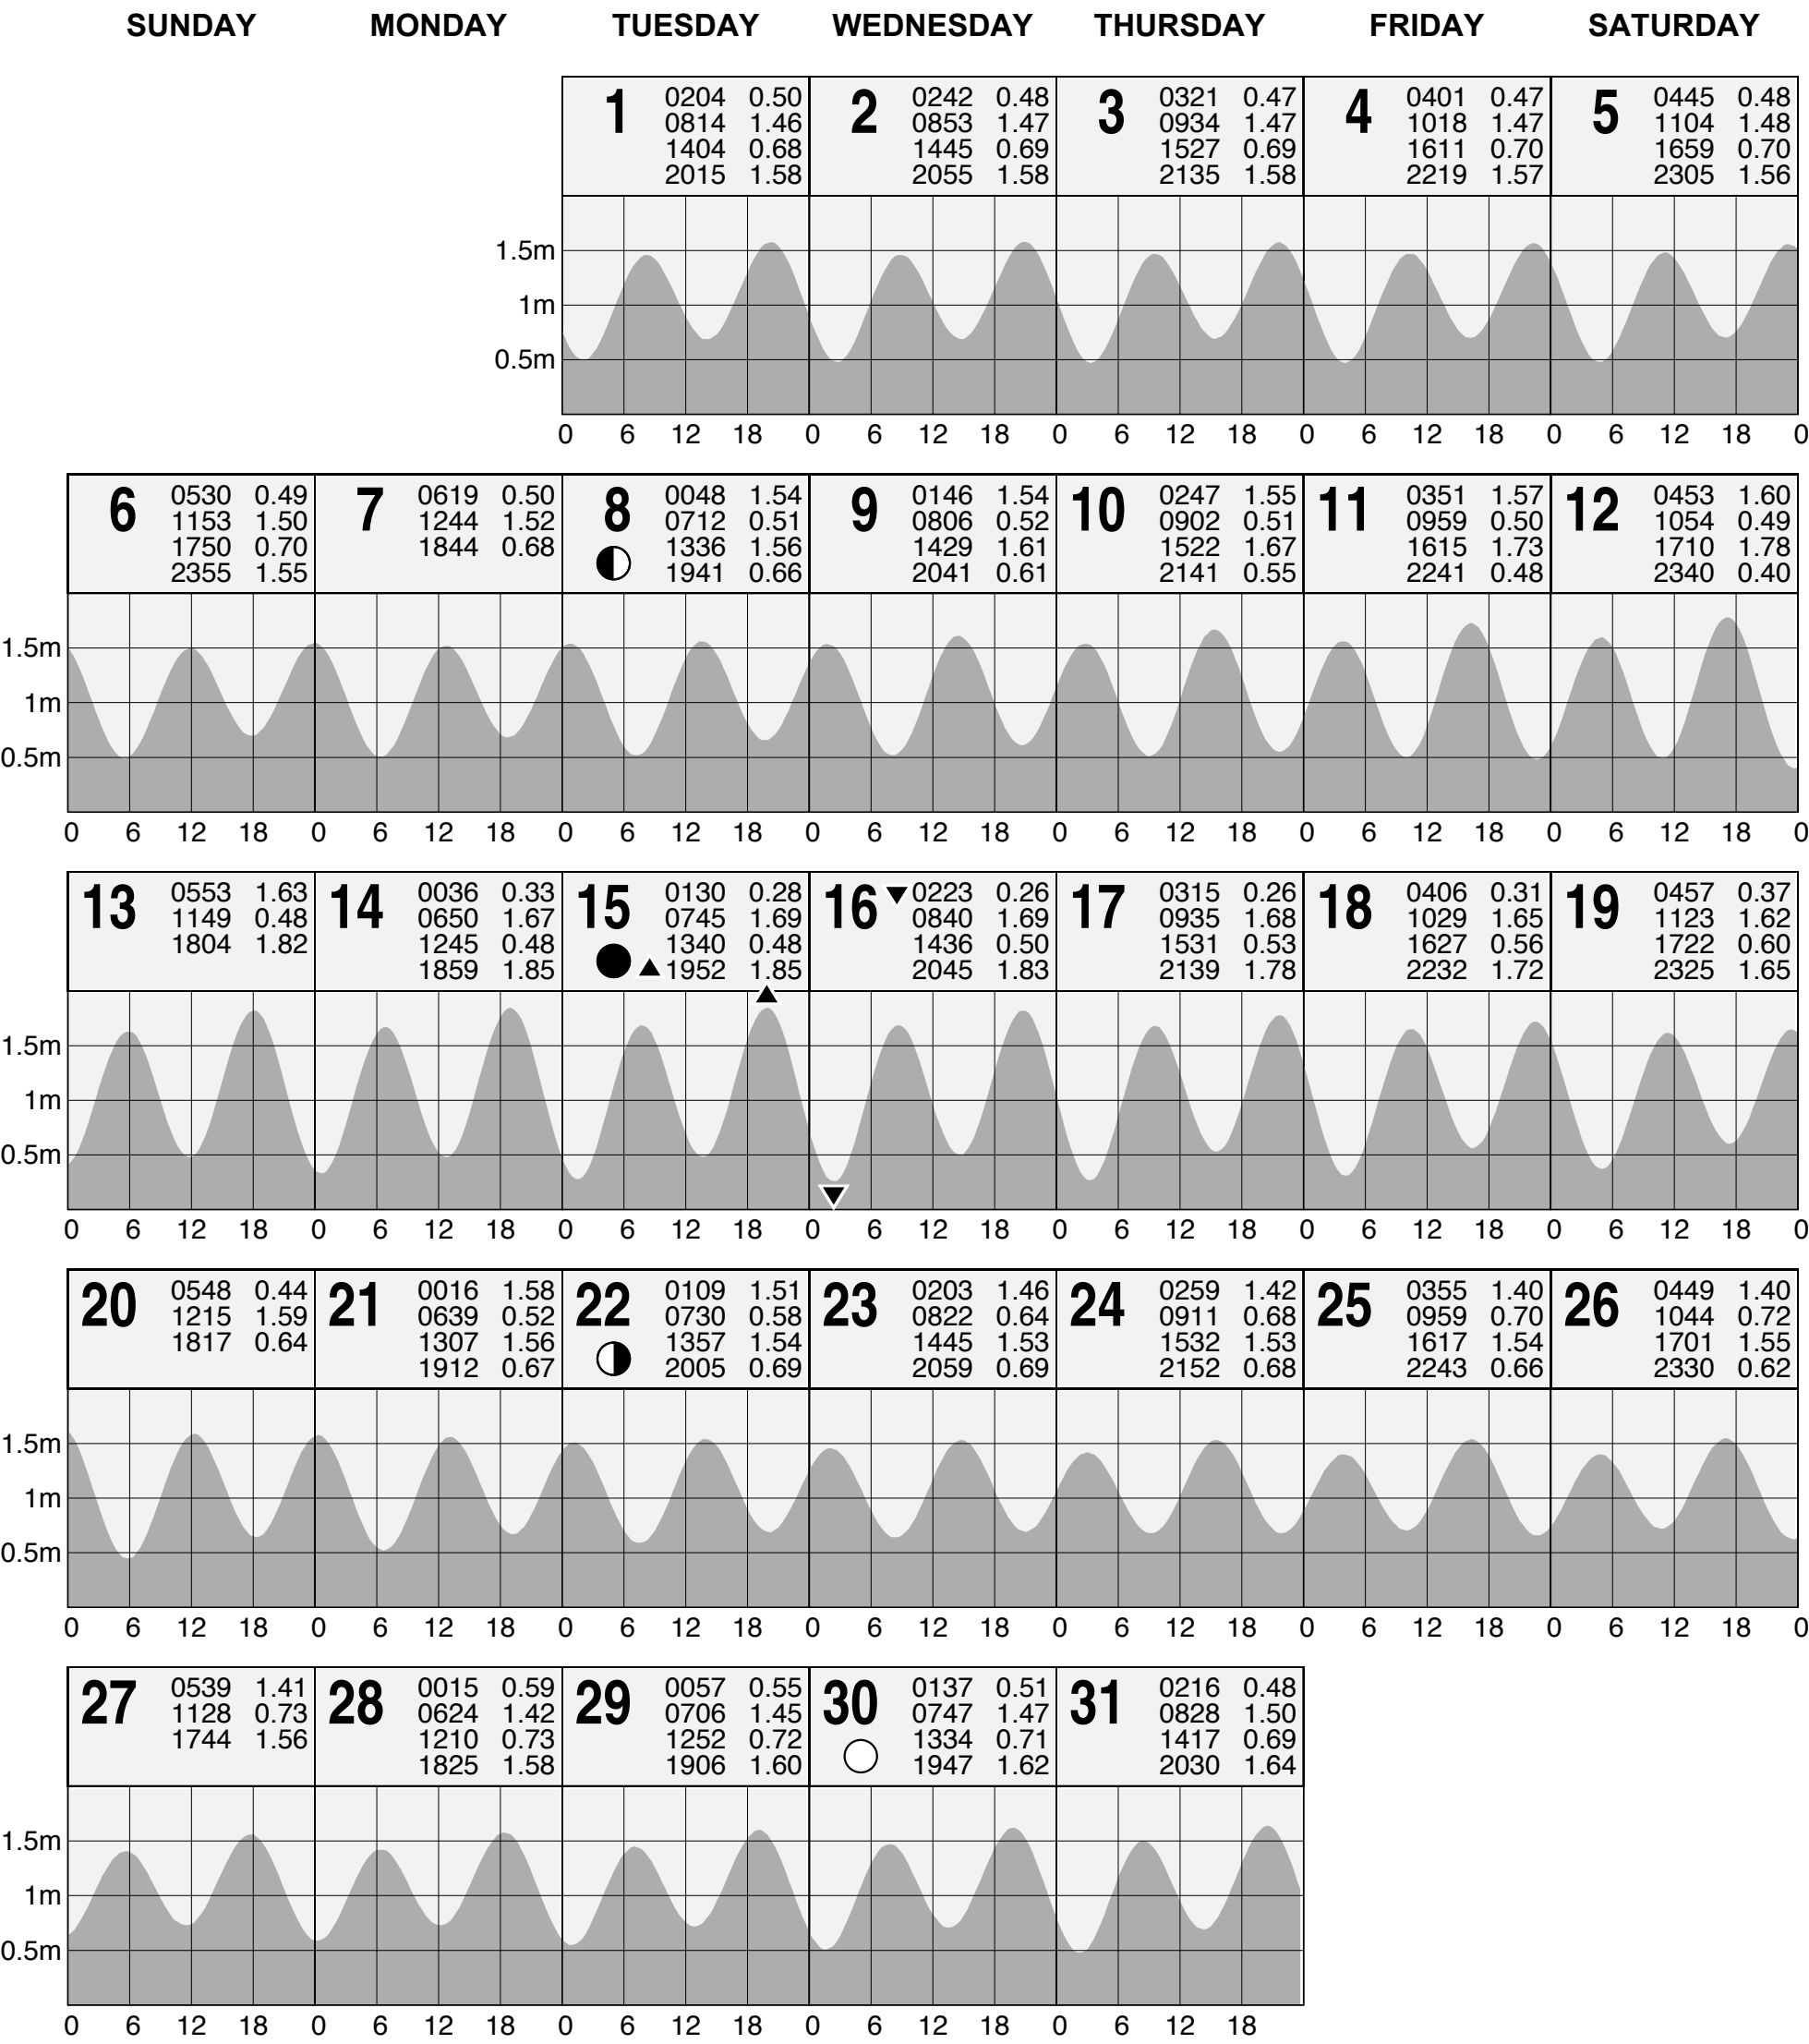 SUNDAY MONDAY TUESDAY WEDNESDAY THURSDAY FRIDAY SATURDAY
1 0204 0.50
0814 1.46
1404 0.68
2015 1.58
2 0242 0.48
0853 1.47
1445 0.69
2055 1.58
3 0321 0.47
0934 1.47
1527 0.69
2135 1.58
4 0401 0.47
1018 1.47
1611 0.70
2219 1.57
5 0445 0.48
1104 1.48
1659 0.70
2305 1.56
1.5m
1m
0.5m
0 6 12 18 0 6 12 18 0 6 12 18 0 6 12 18 0 6 12 18 0
6 0530 0.49
1153 1.50
1750 0.70
2355 1.55
7 0619 0.50
1244 1.52
1844 0.68
8 0048 1.54
0712 0.51
1336 1.56
1941 0.66
9 0146 1.54
0806 0.52
1429 1.61
2041 0.61
10 0247 1.55
0902 0.51
1522 1.67
2141 0.55
11 0351 1.57
0959 0.50
1615 1.73
2241 0.48
12 0453 1.60
1054 0.49
1710 1.78
2340 0.40
1.5m
1m
0.5m
0 6 12 18 0 6 12 18 0 6 12 18 0 6 12 18 0 6 12 18 0 6 12 18 0 6 12 18 0
13 0553 1.63
1149 0.48
1804 1.82
14 0036 0.33
0650 1.67
1245 0.48
1859 1.85
15 0130 0.28
0745 1.69
1340 0.48
1952 1.85
16 0223 0.26
0840 1.69
1436 0.50
2045 1.83
17 0315 0.26
0935 1.68
1531 0.53
2139 1.78
18 0406 0.31
1029 1.65
1627 0.56
2232 1.72
19 0457 0.37
1123 1.62
1722 0.60
2325 1.65
1.5m
1m
0.5m
0 6 12 18 0 6 12 18 0 6 12 18 0 6 12 18 0 6 12 18 0 6 12 18 0 6 12 18 0
20 0548 0.44
1215 1.59
1817 0.64
21 0016 1.58
0639 0.52
1307 1.56
1912 0.67
22 0109 1.51
0730 0.58
1357 1.54
2005 0.69
23 0203 1.46
0822 0.64
1445 1.53
2059 0.69
24 0259 1.42
0911 0.68
1532 1.53
2152 0.68
25 0355 1.40
0959 0.70
1617 1.54
2243 0.66
26 0449 1.40
1044 0.72
1701 1.55
2330 0.62
1.5m
1m
0.5m
0 6 12 18 0 6 12 18 0 6 12 18 0 6 12 18 0 6 12 18 0 6 12 18 0 6 12 18 0
27 0539 1.41
1128 0.73
1744 1.56
28 0015 0.59
0624 1.42
1210 0.73
1825 1.58
29 0057 0.55
0706 1.45
1252 0.72
1906 1.60
30 0137 0.51
0747 1.47
1334 0.71
1947 1.62
31 0216 0.48
0828 1.50
1417 0.69
2030 1.64
1.5m
1m
0.5m
0 6 12 18 0 6 12 18 0 6 12 18 0 6 12 18 0 6 12 18